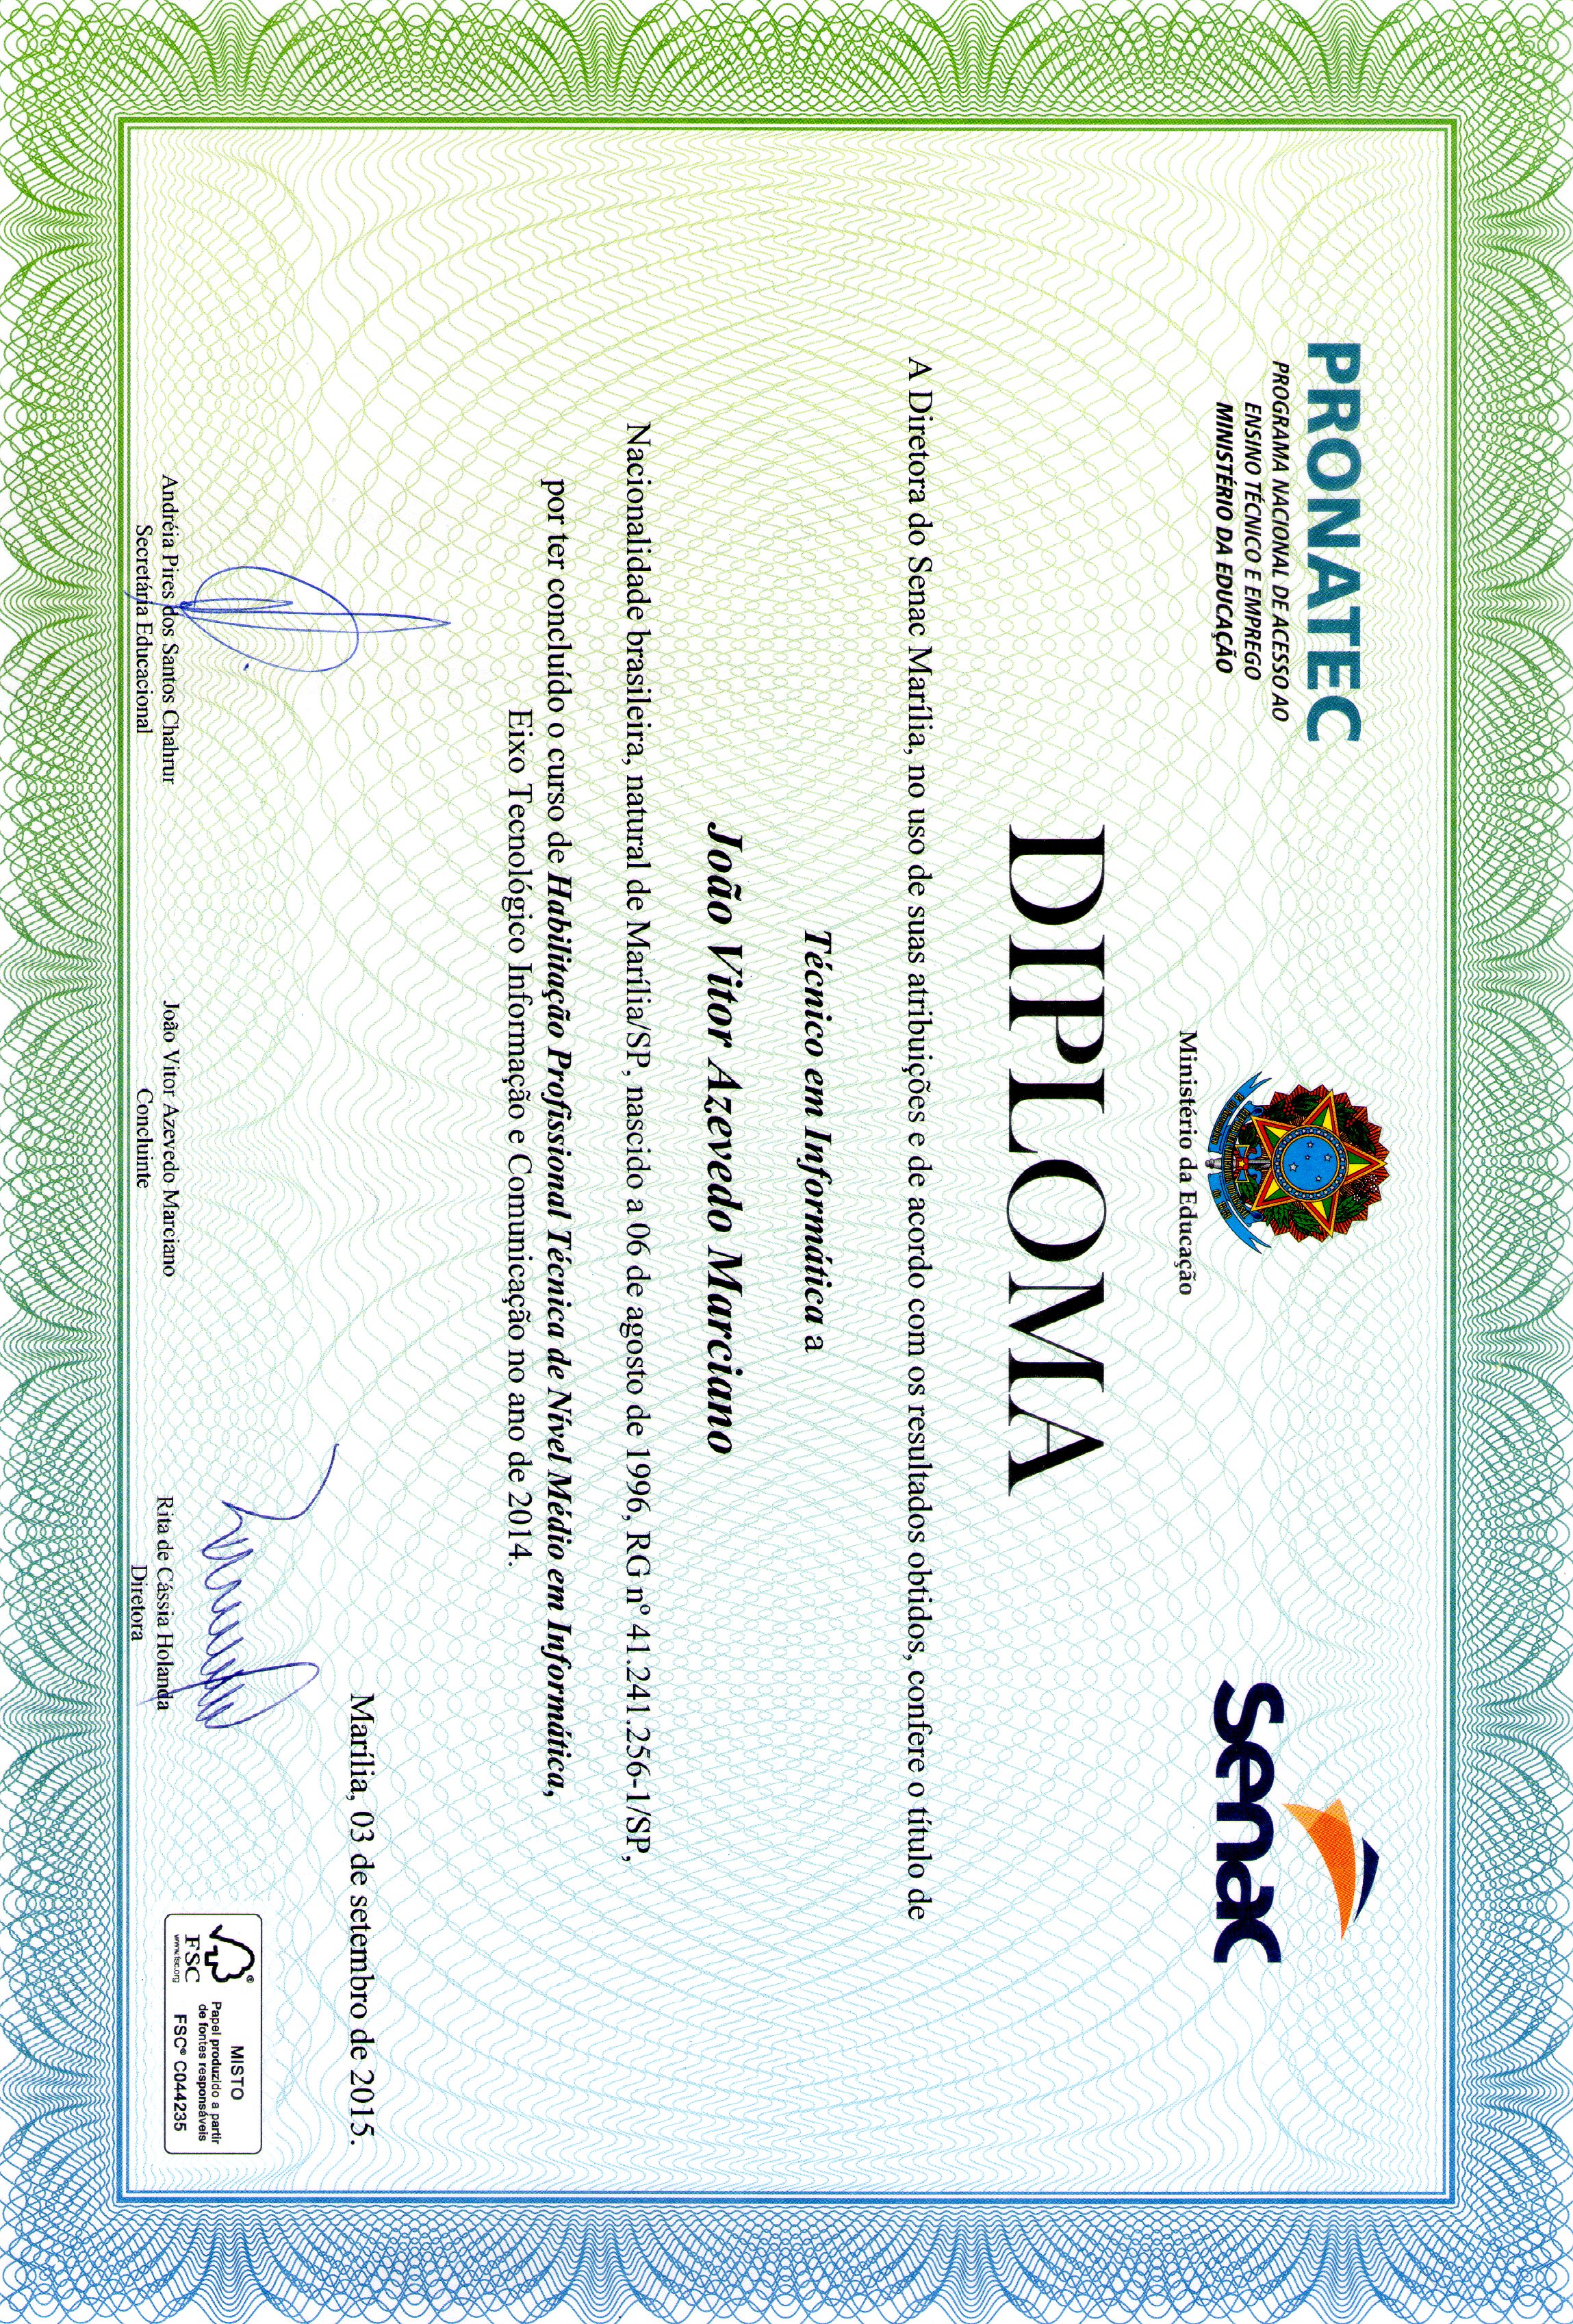 PRONATEC
PROGRAMA NACIONAL DE ACESSO AO
ENSINO TÉCNICO E EMPREGO
MINISTÉRIO DA EDUCAÇÃO
Ministério da Educação
Senac
DIPLOMA
A Diretora do Senac Marília, no uso de suas atribuições e de acordo com os resultados obtidos, confere o título de
Técnico em Informática a
João Vitor Azevedo Marciano
Nacionalidade brasileira, natural de Marília/SP, nascido a 06 de agosto de 1996, RG nº 41.241.256-1/SP,
por ter concluído o curso de Habilitação Profissional Técnica de Nível Médio em Informática,
Eixo Tecnológico Informação e Comunicação no ano de 2014.
Marília, 03 de setembro de 2015.
Andréia Pires dos Santos Chahrur
Secretária Educacional
João Vitor Azevedo Marciano
Concluinte
Rita de Cássia Holanda
Diretora
FSC
www.fsc.org
MISTO
Papel produzido a partir
de fontes responsáveis
FSC® C044235